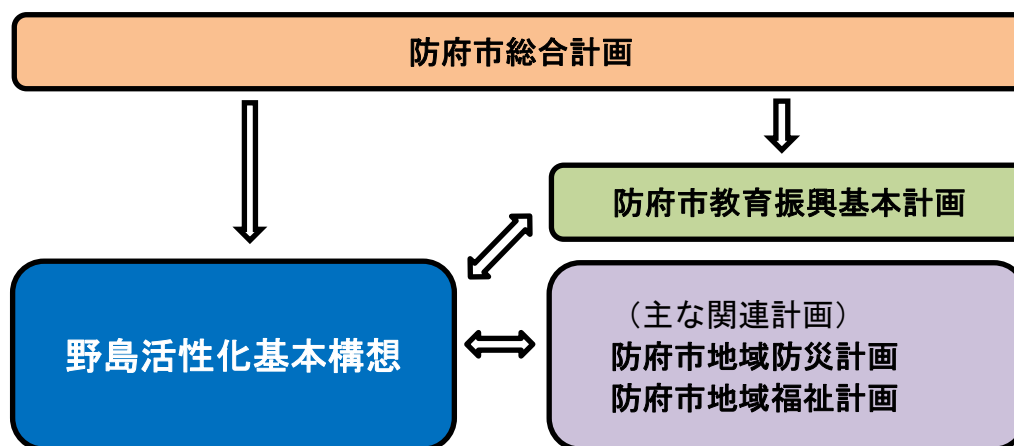 防府市総合計画
防府市教育振興基本計画
野島活性化基本構想
（主な関連計画）
防府市地域防災計画
防府市地域福祉計画